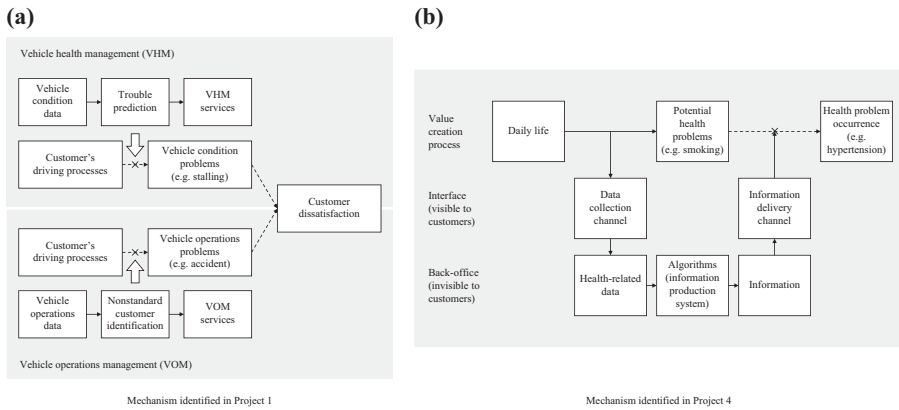 (a)
Vehicle health management (VHM)
Vehicle
condition
data
Trouble
prediction
VHM
services
Customer's
driving processes
Vehicle condition
problems
(e.g. stalling)
Customer
dissatisfaction
Customer's
driving processes
Vehicle operations
problems
(e.g. accident)
Vehicle
operations
data
Nonstandard
customer
identification
VOM
services
Vehicle operations management (VOM)
Mechanism identified in Project 1
(b)
Value
creation
process
Daily life
Potential
health
problems
(e.g. smoking)
Health problem
occurrence
(e.g.
hypertension)
Interface
(visible to
customers)
Data
collection
channel
Information
delivery
channel
Back-office
(invisible to
customers)
Health-related
data
Algorithms
(information
production
system)
Information
Mechanism identified in Project 4